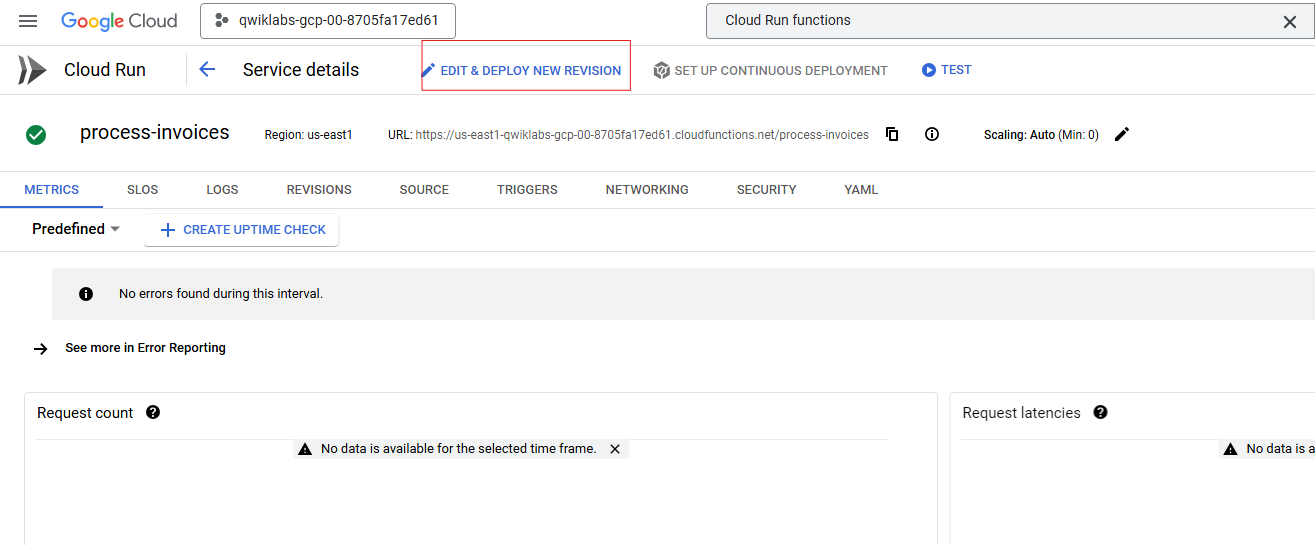 Google Cloud qwiklabs-gcp-00-8705fa17ed61 Cloud Run functions
Cloud Run Service details EDIT & DEPLOY NEW REVISION SET UP CONTINUOUS DEPLOYMENT TEST
process-invoices Region: us-east1 URL: https://us-east1-qwiklabs-gcp-00-8705fa17ed61.cloudfunctions.net/process-invoices Scaling: Auto (Min: 0)
METRICS SLOS LOGS REVISIONS SOURCE TRIGGERS NETWORKING SECURITY YAML
Predefined CREATE UPTIME CHECK
No errors found during this interval.
See more in Error Reporting
Request count Request latencies
No data is available for the selected time frame. No data is a